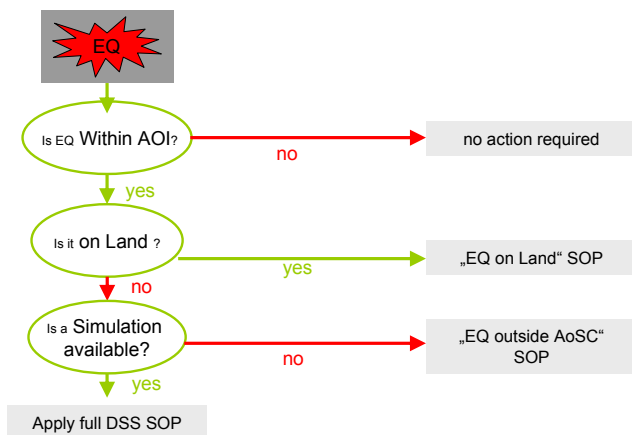 EQ
Is EQ Within AOI?
no
no action required
yes
Is it on Land ?
yes
„EQ on Land“ SOP
no
Is a Simulation
available?
no
„EQ outside AoSC“
SOP
yes
Apply full DSS SOP